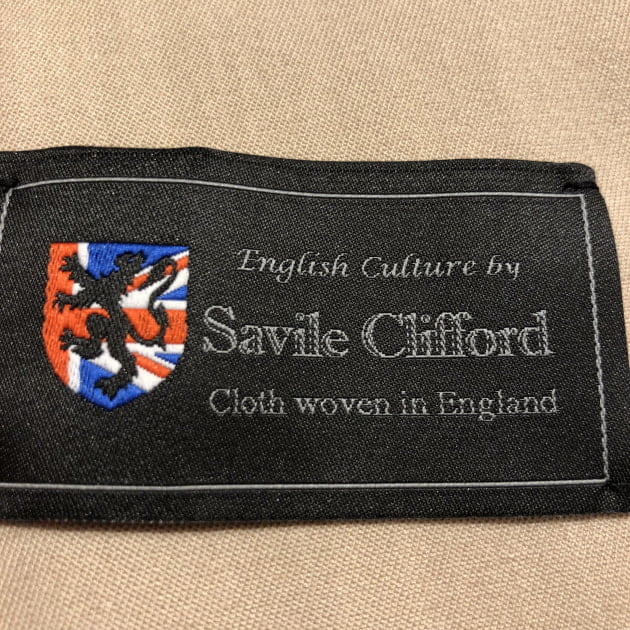 English Culture by
Savile Clifford
Cloth woven in England